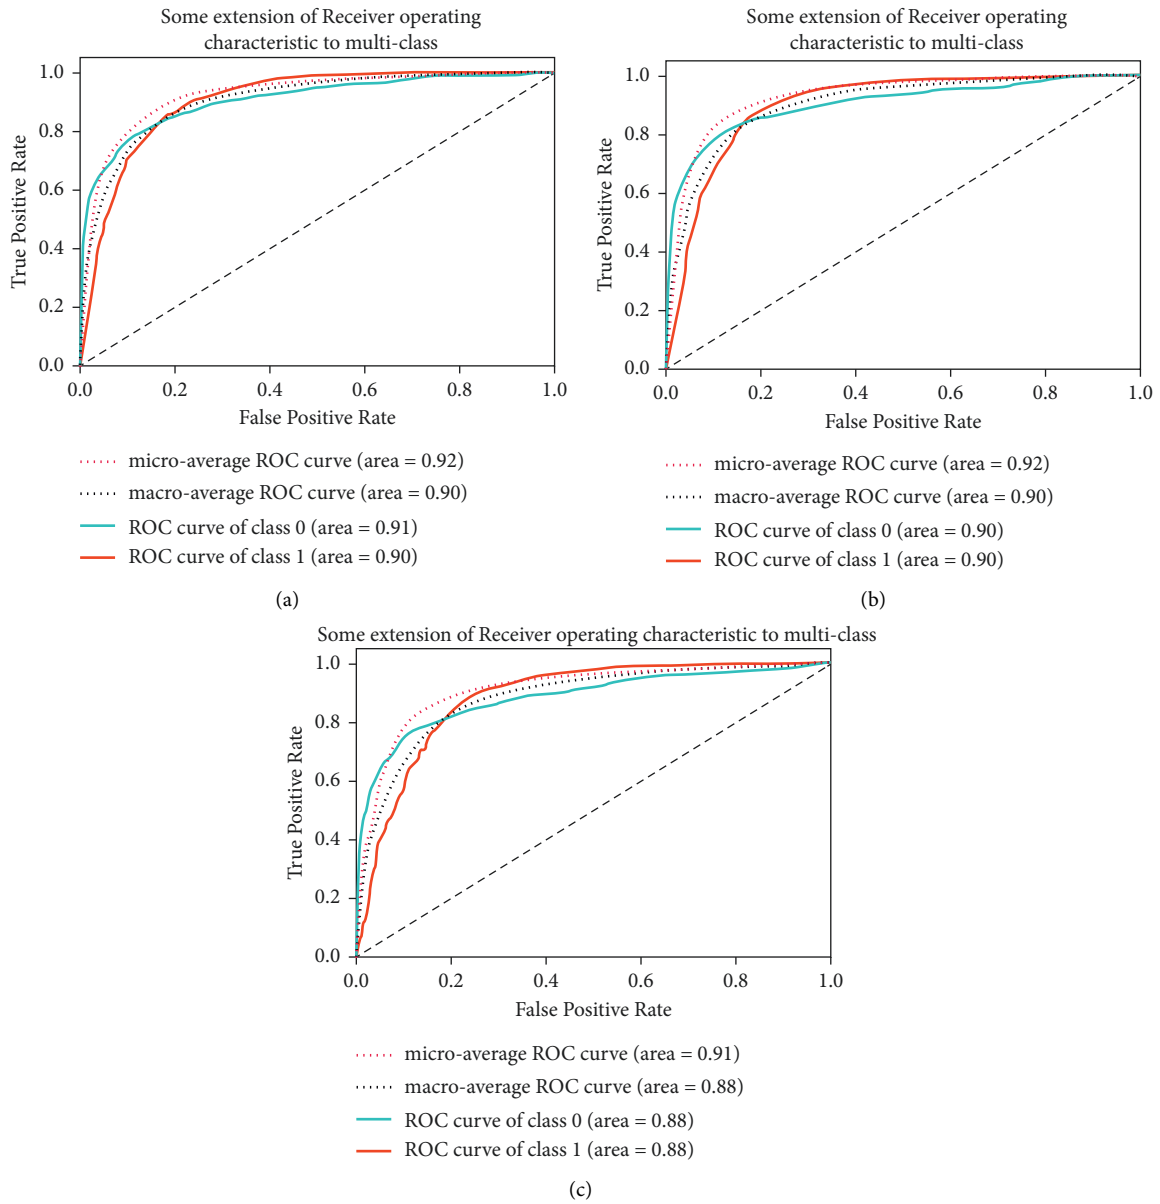 Some extension of Receiver operating
characteristic to multi-class
1.0
0.8
0.6
0.4
0.2
0.0
True Positive Rate
0.0 0.2 0.4 0.6 0.8 1.0
False Positive Rate
micro-average ROC curve (area = 0.92)
macro-average ROC curve (area = 0.90)
ROC curve of class 0 (area = 0.91)
ROC curve of class 1 (area = 0.90)
(a)
Some extension of Receiver operating
characteristic to multi-class
1.0
0.8
0.6
0.4
0.2
0.0
True Positive Rate
0.0 0.2 0.4 0.6 0.8 1.0
False Positive Rate
micro-average ROC curve (area = 0.92)
macro-average ROC curve (area = 0.90)
ROC curve of class 0 (area = 0.90)
ROC curve of class 1 (area = 0.90)
(b)
Some extension of Receiver operating characteristic to multi-class
1.0
0.8
0.6
0.4
0.2
0.0
True Positive Rate
0.0 0.2 0.4 0.6 0.8 1.0
False Positive Rate
micro-average ROC curve (area = 0.91)
macro-average ROC curve (area = 0.88)
ROC curve of class 0 (area = 0.88)
ROC curve of class 1 (area = 0.88)
(c)